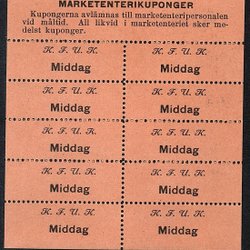 MARKETENTERIKUPONGER
Kupongerna avlämnas till marketenteripersonalen
vid måltid. All likvid i marketenteriet sker me-
delst kuponger.
K. F. U. K. K. F. U. K.
Middag Middag
K. F. U. K. K. F. U. K.
Middag Middag
K. F. U. K. K. F. U. K.
Middag Middag
K. F. U. K. K. F. U. K.
Middag Middag
K. F. U. K. K. F. U. K.
Middag Middag